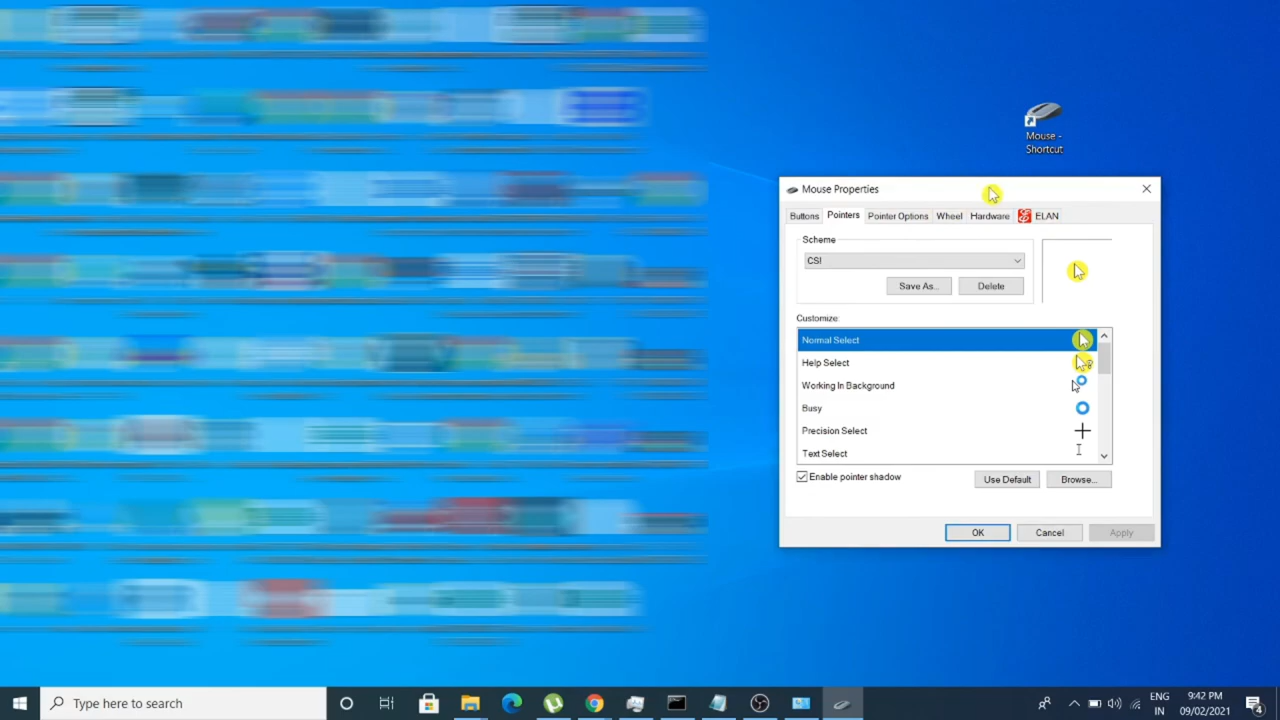 Mouse -
Shortcut
Mouse Properties
Buttons Pointers Pointer Options Wheel Hardware ELAN
Scheme
CSI
Save As... Delete
Customize:
Normal Select
Help Select
Working In Background
Busy
Precision Select
Text Select
Enable pointer shadow
Use Default Browse...
OK Cancel Apply
Type here to search
ENG 9:42 PM
IN 09/02/2021
4